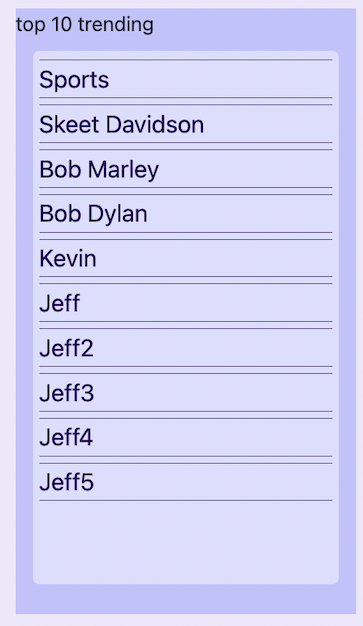 top 10 trending
Sports
Skeet Davidson
Bob Marley
Bob Dylan
Kevin
Jeff
Jeff2
Jeff3
Jeff4
Jeff5